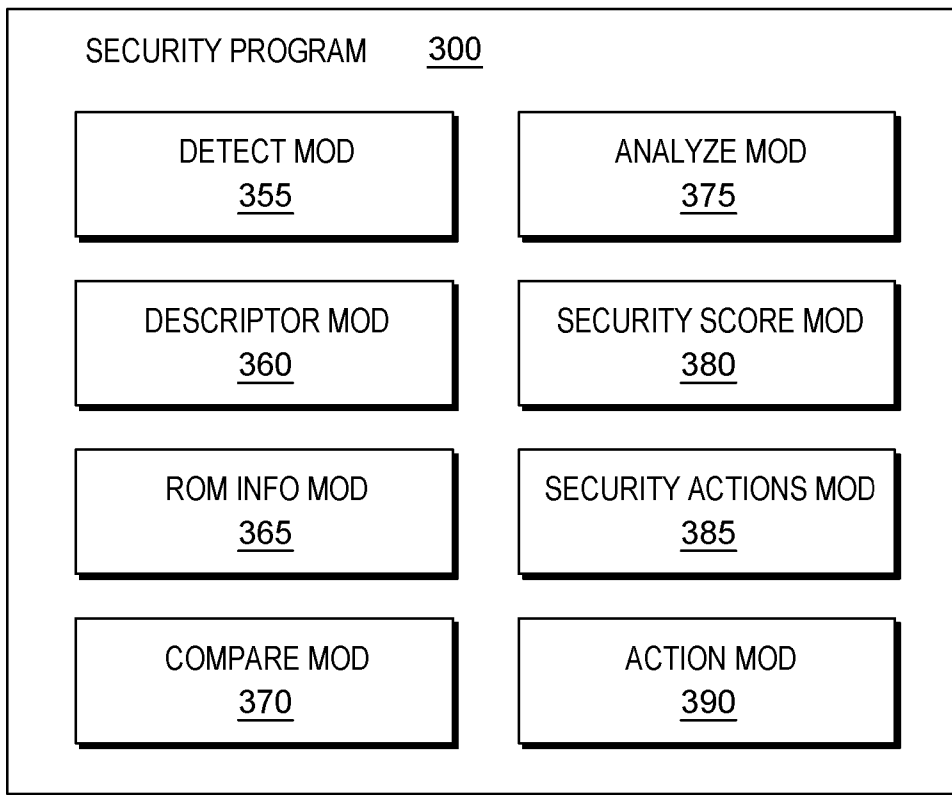 SECURITY PROGRAM 300
DETECT MOD
355
DESCRIPTOR MOD
360
ROM INFO MOD
365
COMPARE MOD
370
ANALYZE MOD
375
SECURITY SCORE MOD
380
SECURITY ACTIONS MOD
385
ACTION MOD
390